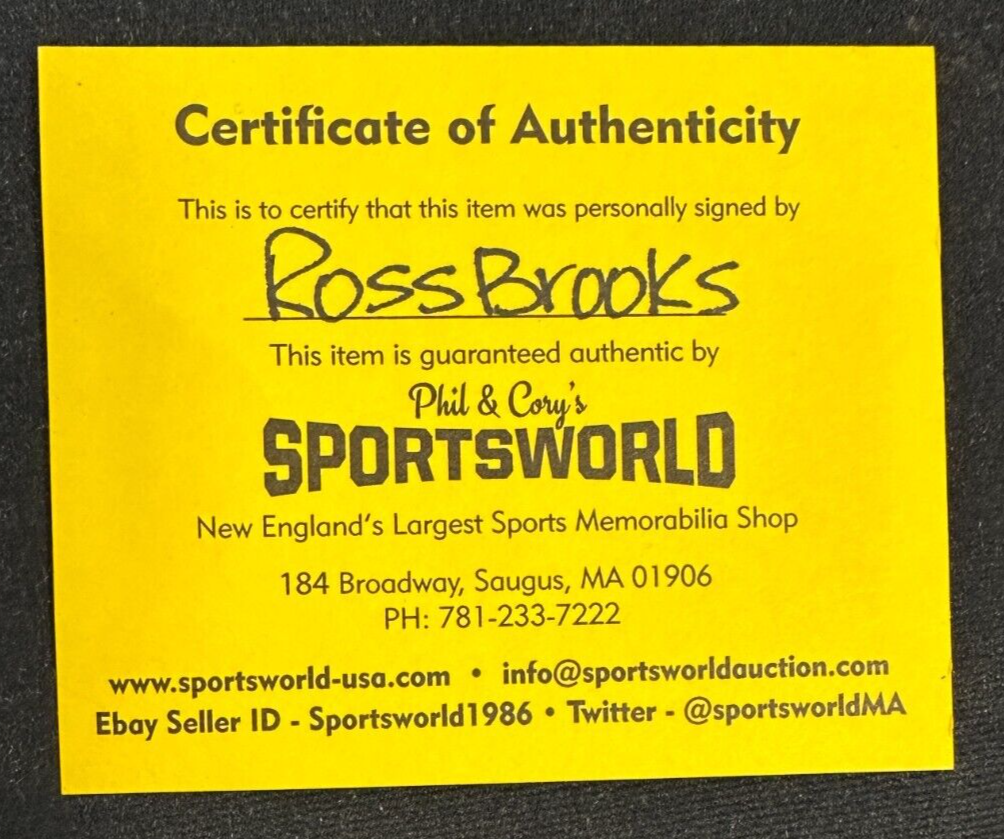 Certificate of Authenticity
This is to certify that this item was personally signed by
Ross Brooks
This item is guaranteed authentic by
Phil & Cory's
SPORTSWORLD
New England's Largest Sports Memorabilia Shop
184 Broadway, Saugus, MA 01906
PH: 781-233-7222
www.sportsworld-usa.com • info@sportsworldauction.com
Ebay Seller ID - Sportsworld1986 • Twitter - @sportsworldMA